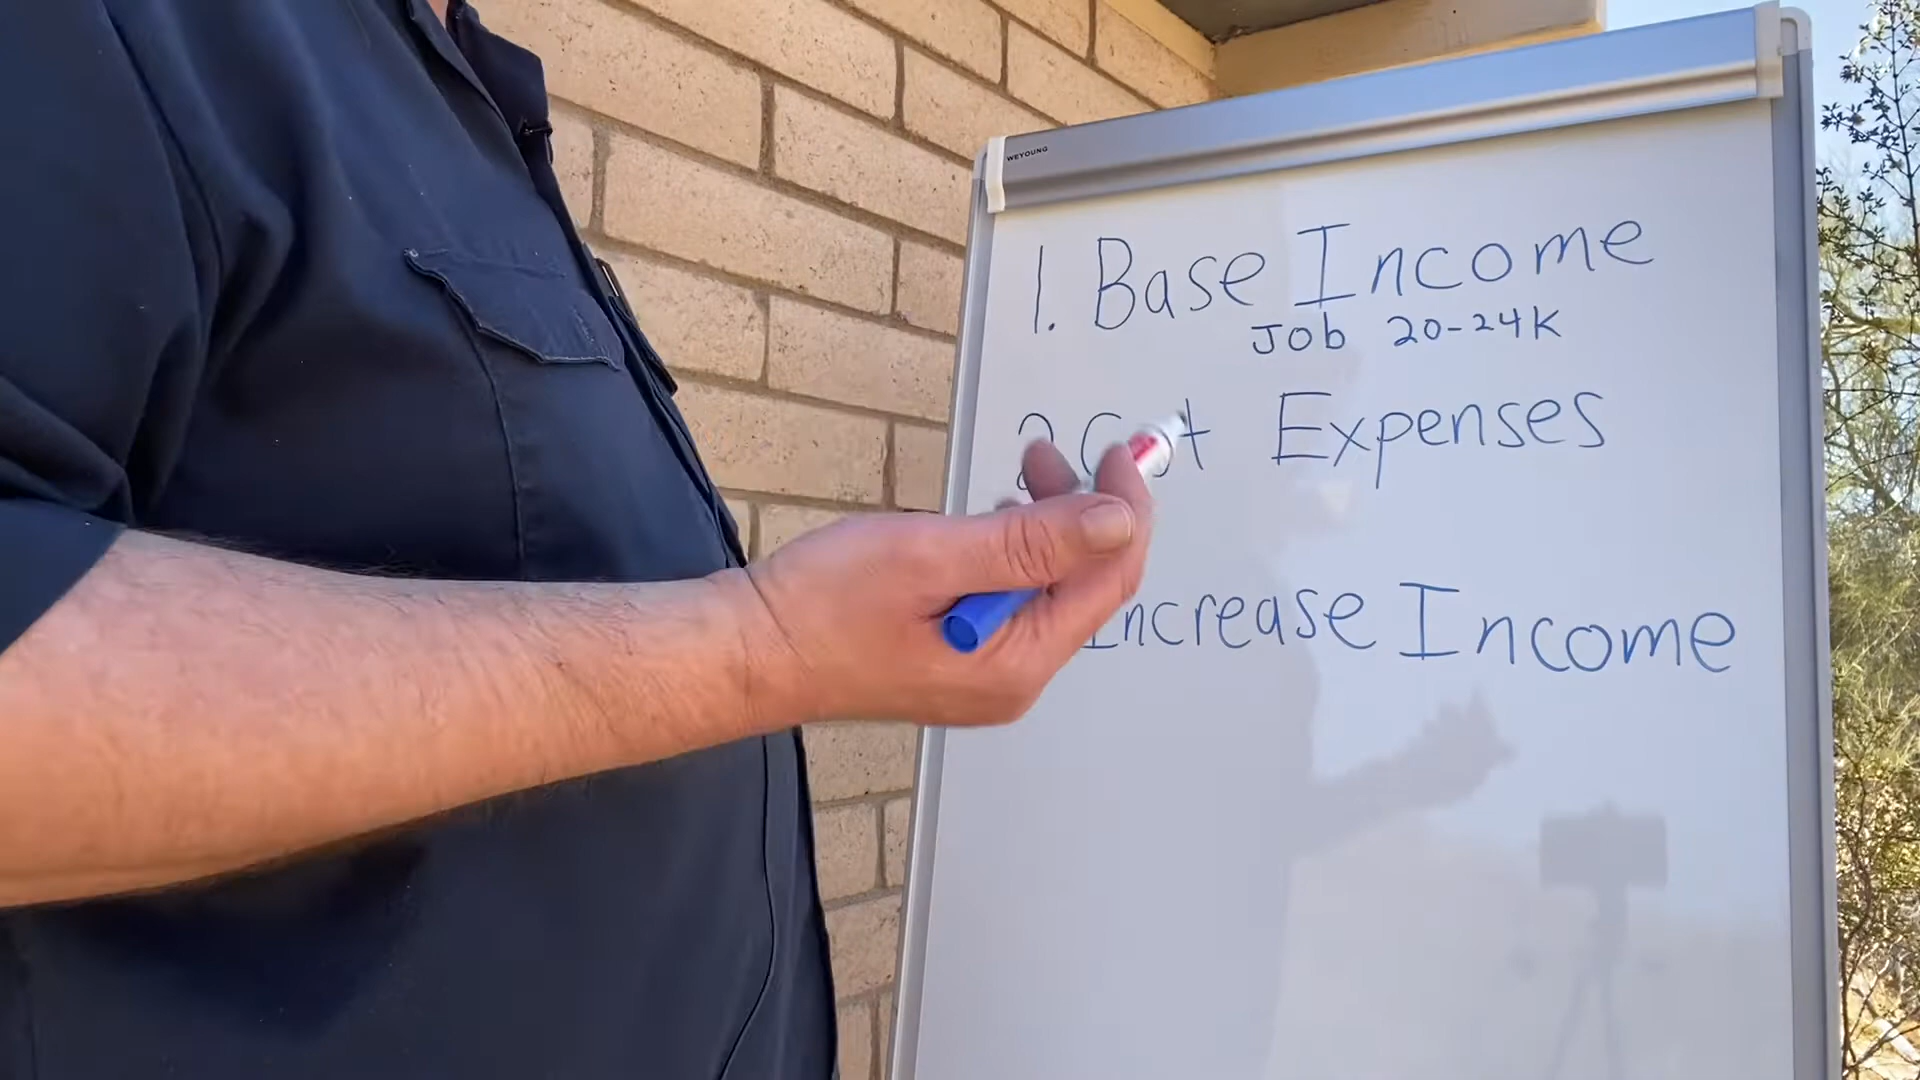 WEYOUNG
1. Base Income
Job 20-24K
2 Cut Expenses
Increase Income